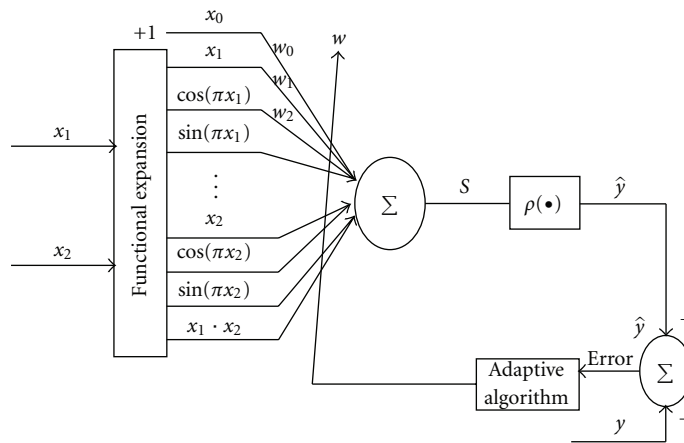 +1
x₀
w
x₁
w₀
w₁
cos(πx₁)
w₂
sin(πx₁)
x₁
Functional expansion
⋮
Σ
S
ρ(•)
ŷ
x₂
x₂
cos(πx₂)
sin(πx₂)
x₁ · x₂
ŷ
Error
Σ
Adaptive
algorithm
y